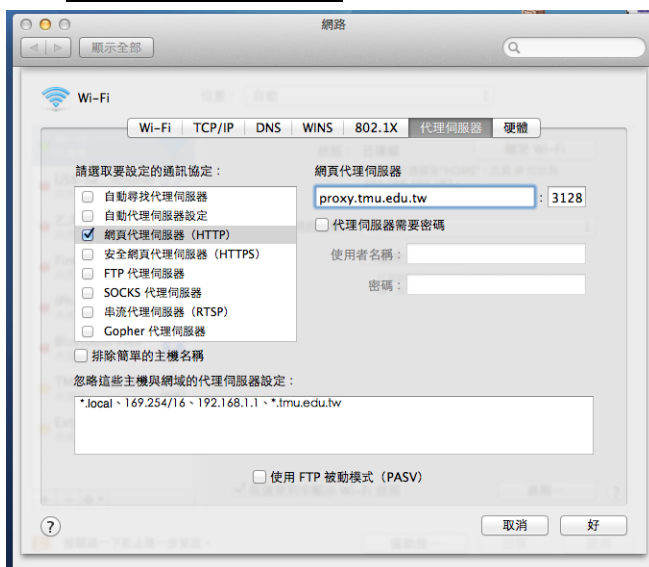 網路
顯示全部
Wi-Fi
Wi-Fi TCP/IP DNS WINS 802.1X 代理伺服器 硬體
請選取要設定的通訊協定：
網頁代理伺服器
自動尋找代理伺服器
proxy.tmu.edu.tw : 3128
自動代理伺服器設定
網頁代理伺服器（HTTP）
代理伺服器需要密碼
安全網頁代理伺服器（HTTPS）
使用者名稱：
FTP 代理伺服器
SOCKS 代理伺服器
密碼：
串流代理伺服器（RTSP）
Gopher 代理伺服器
排除簡單的主機名稱
忽略這些主機與網域的代理伺服器設定：
*.local、169.254/16、192.168.1.1、*.tmu.edu.tw
使用 FTP 被動模式（PASV）
?
取消 好